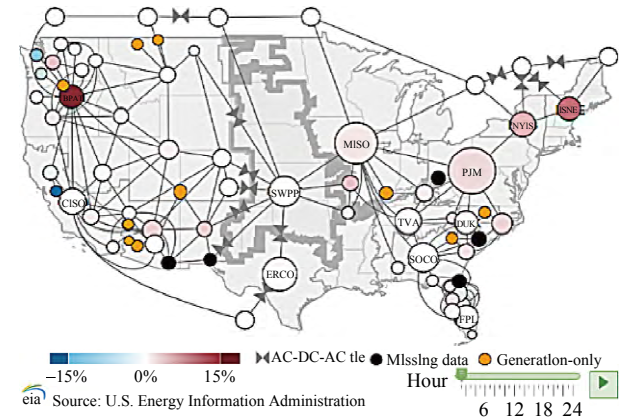 BPAT
ISNE
NYIS
MISO
PJM
CISO
SWPP
TVA
DUK
SOCO
ERCO
FPL
AC-DC-AC tle
Mlsslng data
Generatlon-only
−15%
0%
15%
Hour
6 12 18 24
eia Source: U.S. Energy Information Administration